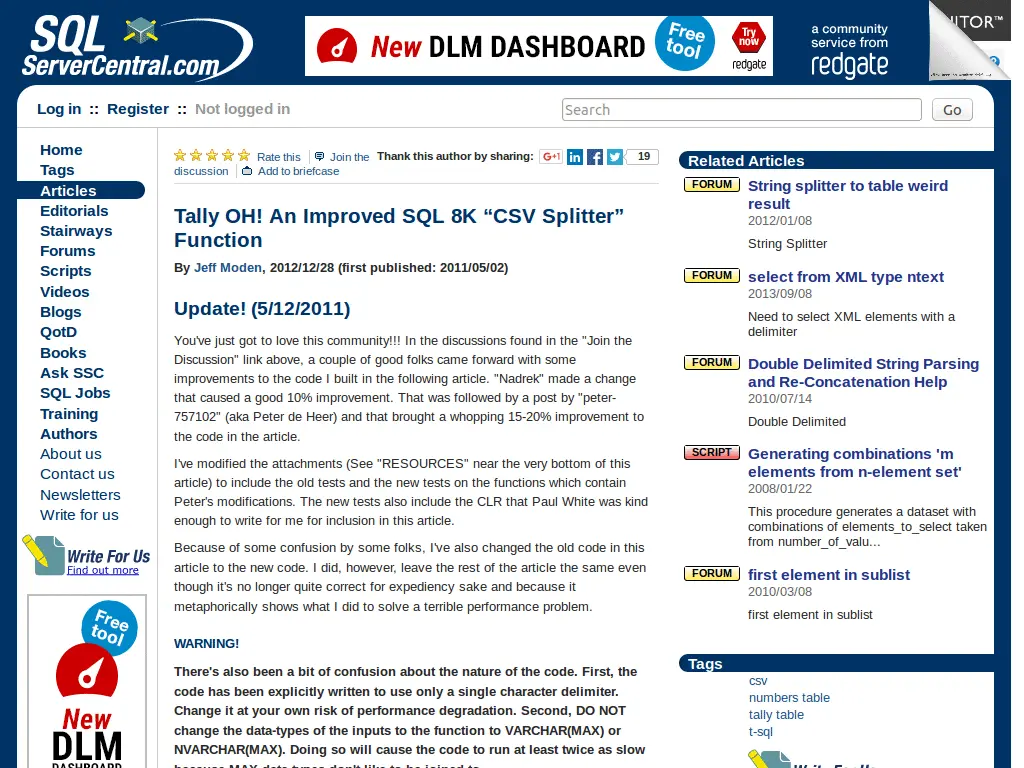 SQL
ServerCentral.com
New DLM DASHBOARD
Free
tool
Try
now
redgate
a community
service from
redgate
ITOR™
Log in :: Register :: Not logged in
Search
Go
Home
Tags
Articles
Editorials
Stairways
Forums
Scripts
Videos
Blogs
QotD
Books
Ask SSC
SQL Jobs
Training
Authors
About us
Contact us
Newsletters
Write for us
Write For Us
Find out more
Free
tool
New
DLM
DASHBOARD
Rate this | Join the
discussion | Add to briefcase
Thank this author by sharing:
G+1
19
Tally OH! An Improved SQL 8K “CSV Splitter”
Function
By Jeff Moden, 2012/12/28 (first published: 2011/05/02)
Update! (5/12/2011)
You've just got to love this community!!! In the discussions found in the "Join the
Discussion" link above, a couple of good folks came forward with some
improvements to the code I built in the following article. "Nadrek" made a change
that caused a good 10% improvement. That was followed by a post by "peter-
757102" (aka Peter de Heer) and that brought a whopping 15-20% improvement to
the code in the article.
I've modified the attachments (See "RESOURCES" near the very bottom of this
article) to include the old tests and the new tests on the functions which contain
Peter's modifications. The new tests also include the CLR that Paul White was kind
enough to write for me for inclusion in this article.
Because of some confusion by some folks, I've also changed the old code in this
article to the new code. I did, however, leave the rest of the article the same even
though it's no longer quite correct for expediency sake and because it
metaphorically shows what I did to solve a terrible performance problem.
WARNING!
There's also been a bit of confusion about the nature of the code. First, the
code has been explicitly written to use only a single character delimiter.
Change it at your own risk of performance degradation. Second, DO NOT
change the data-types of the inputs to the function to VARCHAR(MAX) or
NVARCHAR(MAX). Doing so will cause the code to run at least twice as slow
because MAX data-types don't like to be joined to.
Related Articles
FORUM
String splitter to table weird
result
2012/01/08
String Splitter
FORUM
select from XML type ntext
2013/09/08
Need to select XML elements with a
delimiter
FORUM
Double Delimited String Parsing
and Re-Concatenation Help
2010/07/14
Double Delimited
SCRIPT
Generating combinations 'm
elements from n-element set'
2008/01/22
This procedure generates a dataset with
combinations of elements_to_select taken
from number_of_valu...
FORUM
first element in sublist
2010/03/08
first element in sublist
Tags
csv
numbers table
tally table
t-sql
Write For Us